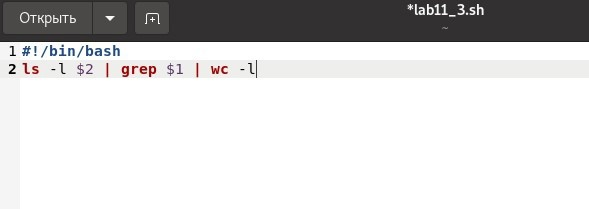 Открыть
*lab11_3.sh
~
1 #!/bin/bash
2 ls -l $2 | grep $1 | wc -l